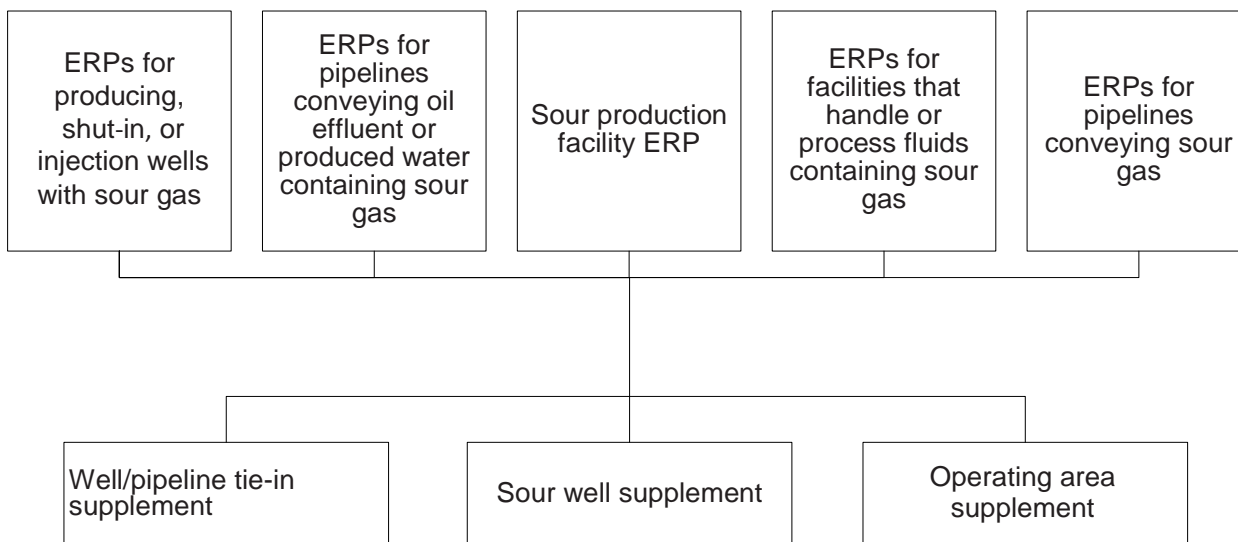 ERPs for
producing,
shut-in, or
injection wells
with sour gas
ERPs for
pipelines
conveying oil
effluent or
produced water
containing sour
gas
Sour production
facility ERP
ERPs for
facilities that
handle or
process fluids
containing sour
gas
ERPs for
pipelines
conveying sour
gas
Well/pipeline tie-in
supplement
Sour well supplement
Operating area
supplement